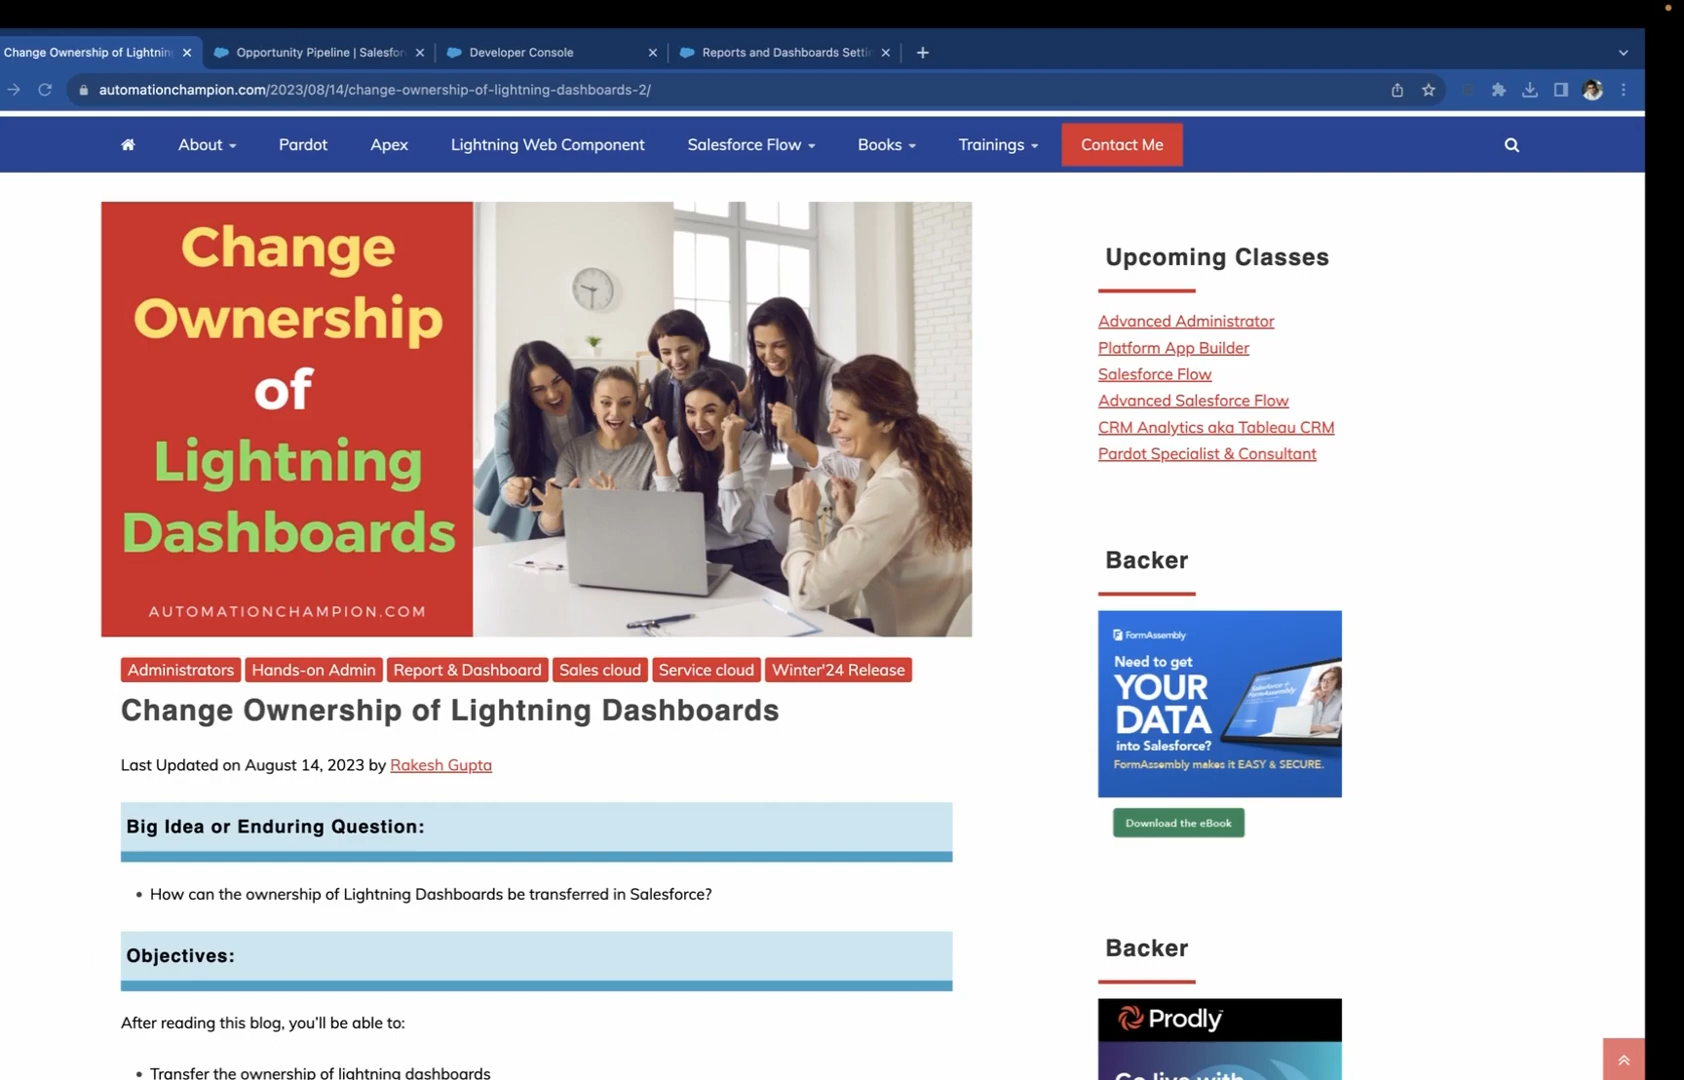 Change Ownership of Lightnin
Opportunity Pipeline | Salesfor
Developer Console
Reports and Dashboards Setti
automationchampion.com/2023/08/14/change-ownership-of-lightning-dashboards-2/
About
Pardot
Apex
Lightning Web Component
Salesforce Flow
Books
Trainings
Contact Me
Change
Ownership
of
Lightning
Dashboards
AUTOMATIONCHAMPION.COM
Administrators
Hands-on Admin
Report & Dashboard
Sales cloud
Service cloud
Winter'24 Release
Change Ownership of Lightning Dashboards
Last Updated on August 14, 2023 by Rakesh Gupta
Big Idea or Enduring Question:
• How can the ownership of Lightning Dashboards be transferred in Salesforce?
Objectives:
After reading this blog, you'll be able to:
• Transfer the ownership of lightning dashboards
Upcoming Classes
Advanced Administrator
Platform App Builder
Salesforce Flow
Advanced Salesforce Flow
CRM Analytics aka Tableau CRM
Pardot Specialist & Consultant
Backer
FormAssembly
Need to get
YOUR
DATA
into Salesforce?
FormAssembly makes it EASY & SECURE.
Download the eBook
Backer
Prodly
Go live with